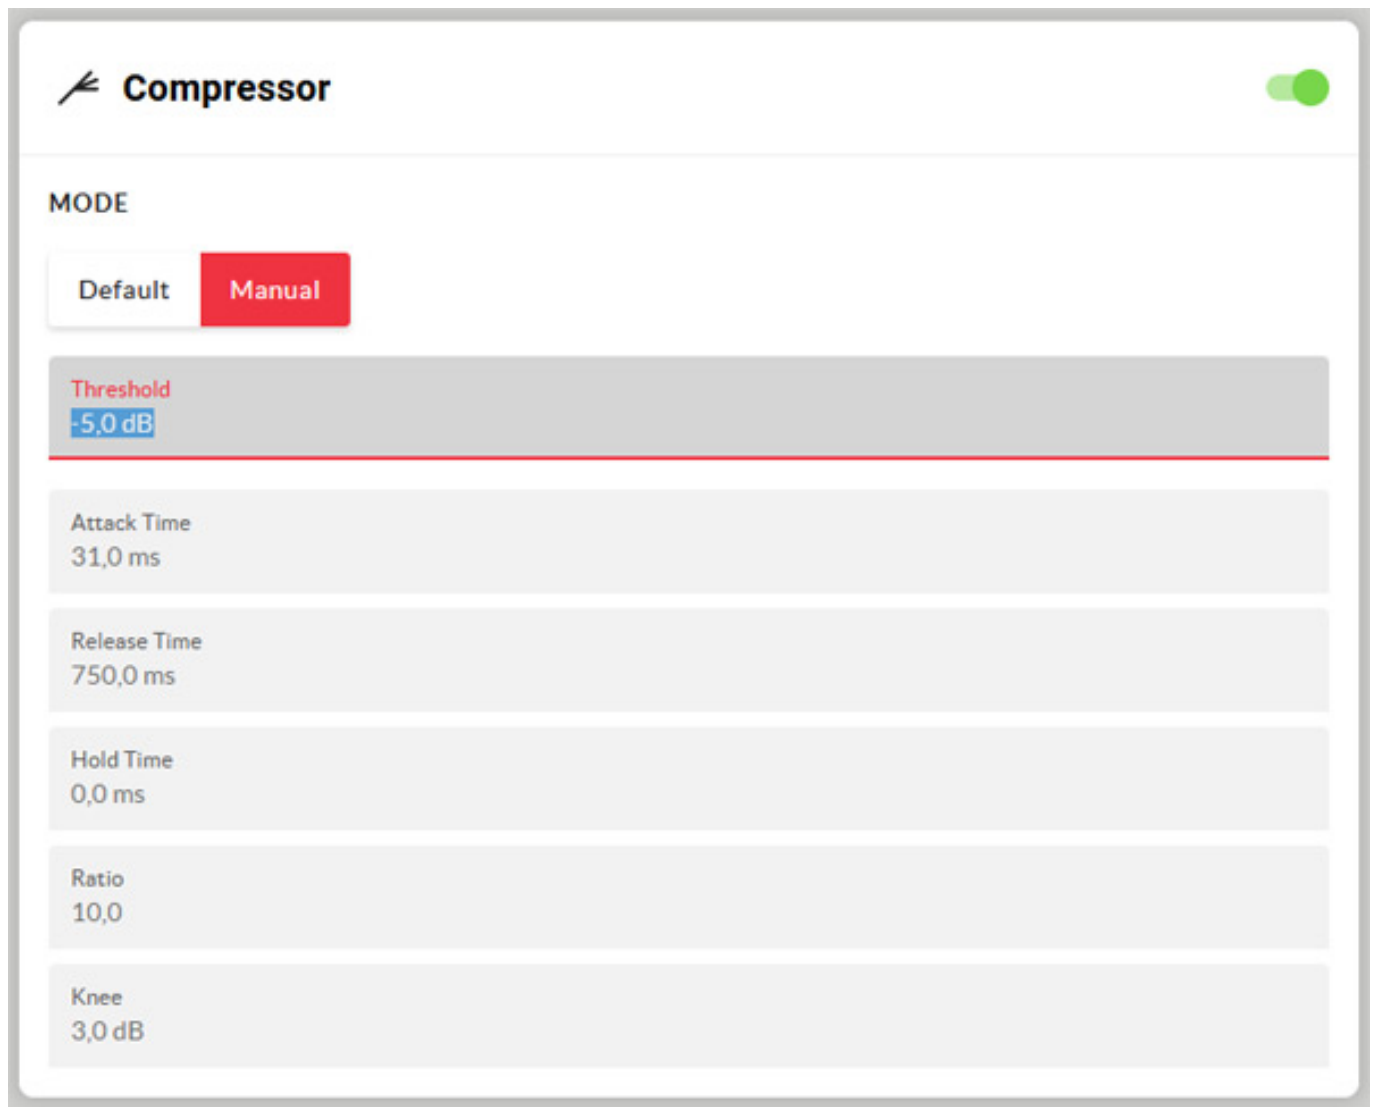 Compressor
MODE
Default Manual
Threshold
-5,0 dB
Attack Time
31,0 ms
Release Time
750,0 ms
Hold Time
0,0 ms
Ratio
10,0
Knee
3,0 dB